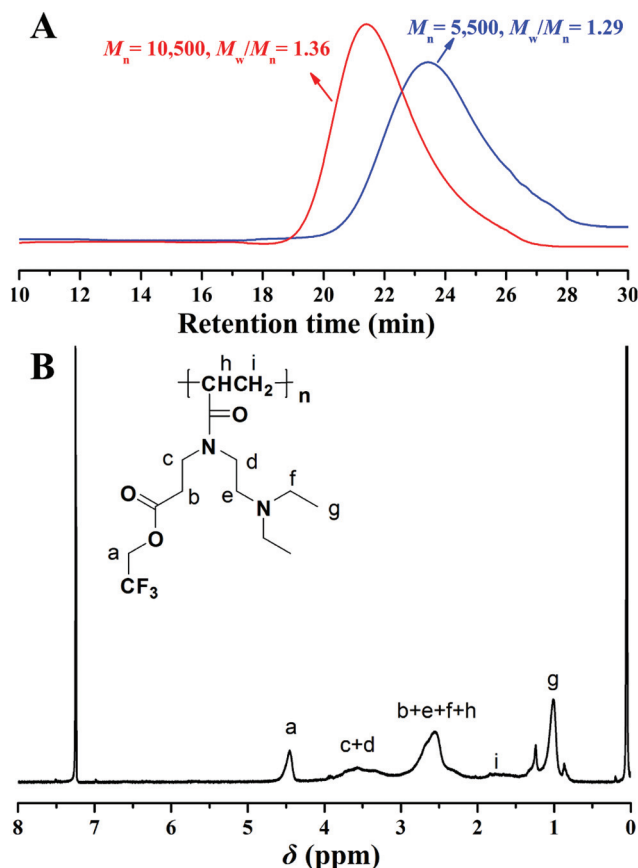 A
Mn = 10,500, Mw/Mn = 1.36
Mn = 5,500, Mw/Mn = 1.29
10 12 14 16 18 20 22 24 26 28 30
Retention time (min)
B
h i
CHCH2 n
O
N
c d
b e f
O N g
O
a
CF3
a
c+d
b+e+f+h
i
g
8 7 6 5 4 3 2 1 0
δ (ppm)